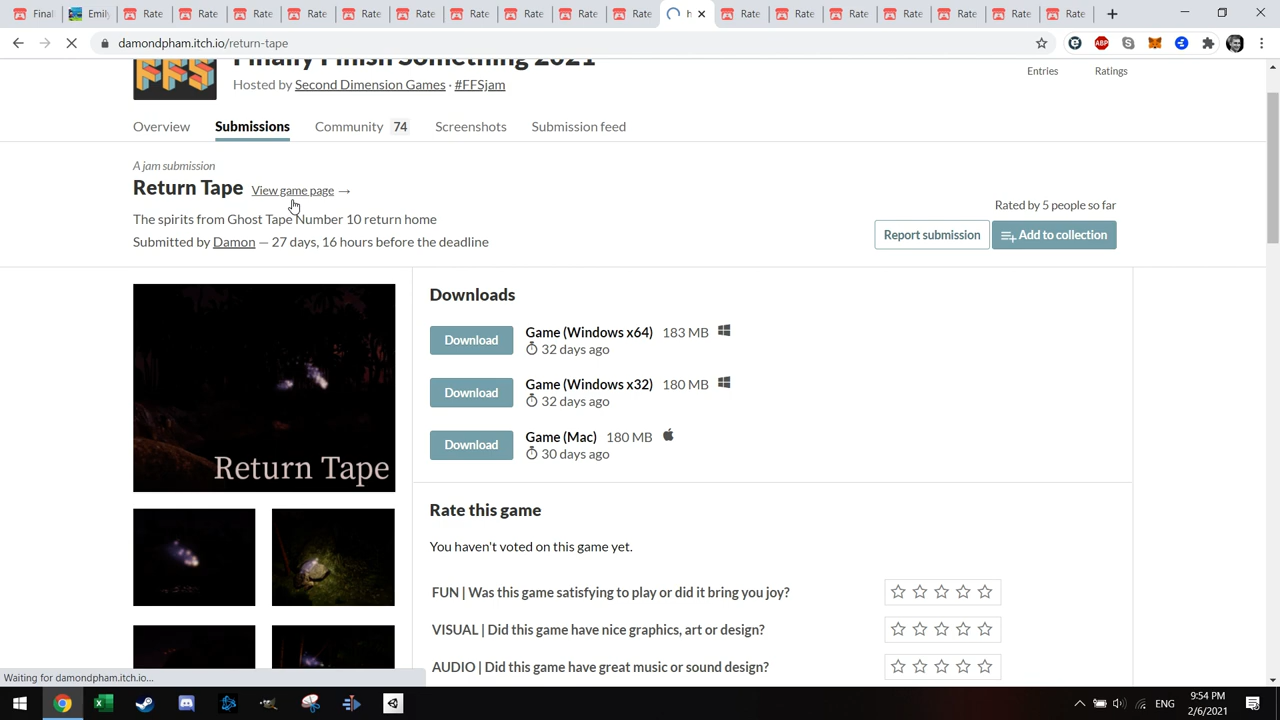 Final
Emily
Rate
Rate
Rate
Rate
Rate
Rate
Rate
Rate
Rate
Rate
h
Rate
Rate
Rate
Rate
Rate
Rate
Rate
damondpham.itch.io/return-tape
ABP
FFS
Finally Finish Something 2021
Hosted by Second Dimension Games · #FFSjam
Entries
Ratings
Overview
Submissions
Community 74
Screenshots
Submission feed
A jam submission
Return Tape View game page →
The spirits from Ghost Tape Number 10 return home
Submitted by Damon — 27 days, 16 hours before the deadline
Rated by 5 people so far
Report submission
Add to collection
Return Tape
Downloads
Download Game (Windows x64) 183 MB
32 days ago
Download Game (Windows x32) 180 MB
32 days ago
Download Game (Mac) 180 MB
30 days ago
Rate this game
You haven't voted on this game yet.
FUN | Was this game satisfying to play or did it bring you joy?
VISUAL | Did this game have nice graphics, art or design?
AUDIO | Did this game have great music or sound design?
Waiting for damondpham.itch.io...
ENG
9:54 PM
2/6/2021